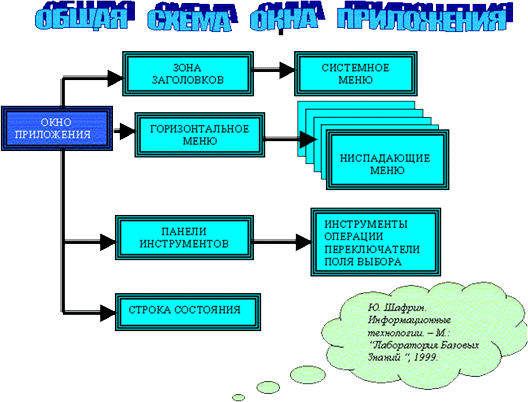 ОБЩАЯ СХЕМА ОКНА ПРИЛОЖЕНИЯ
ЗОНА
ЗАГОЛОВКОВ
СИСТЕМНОЕ
МЕНЮ
ОКНО
ПРИЛОЖЕНИЯ
ГОРИЗОНТАЛЬНОЕ
МЕНЮ
НИСПАДАЮЩИЕ
МЕНЮ
ПАНЕЛИ
ИНСТРУМЕНТОВ
ИНСТРУМЕНТЫ
ОПЕРАЦИИ
ПЕРЕКЛЮЧАТЕЛИ
ПОЛЯ ВЫБОРА
СТРОКА СОСТОЯНИЯ
Ю. Шафрин.
Информационные
технологии. – М.:
"Лаборатория Базовых
Знаний ", 1999.